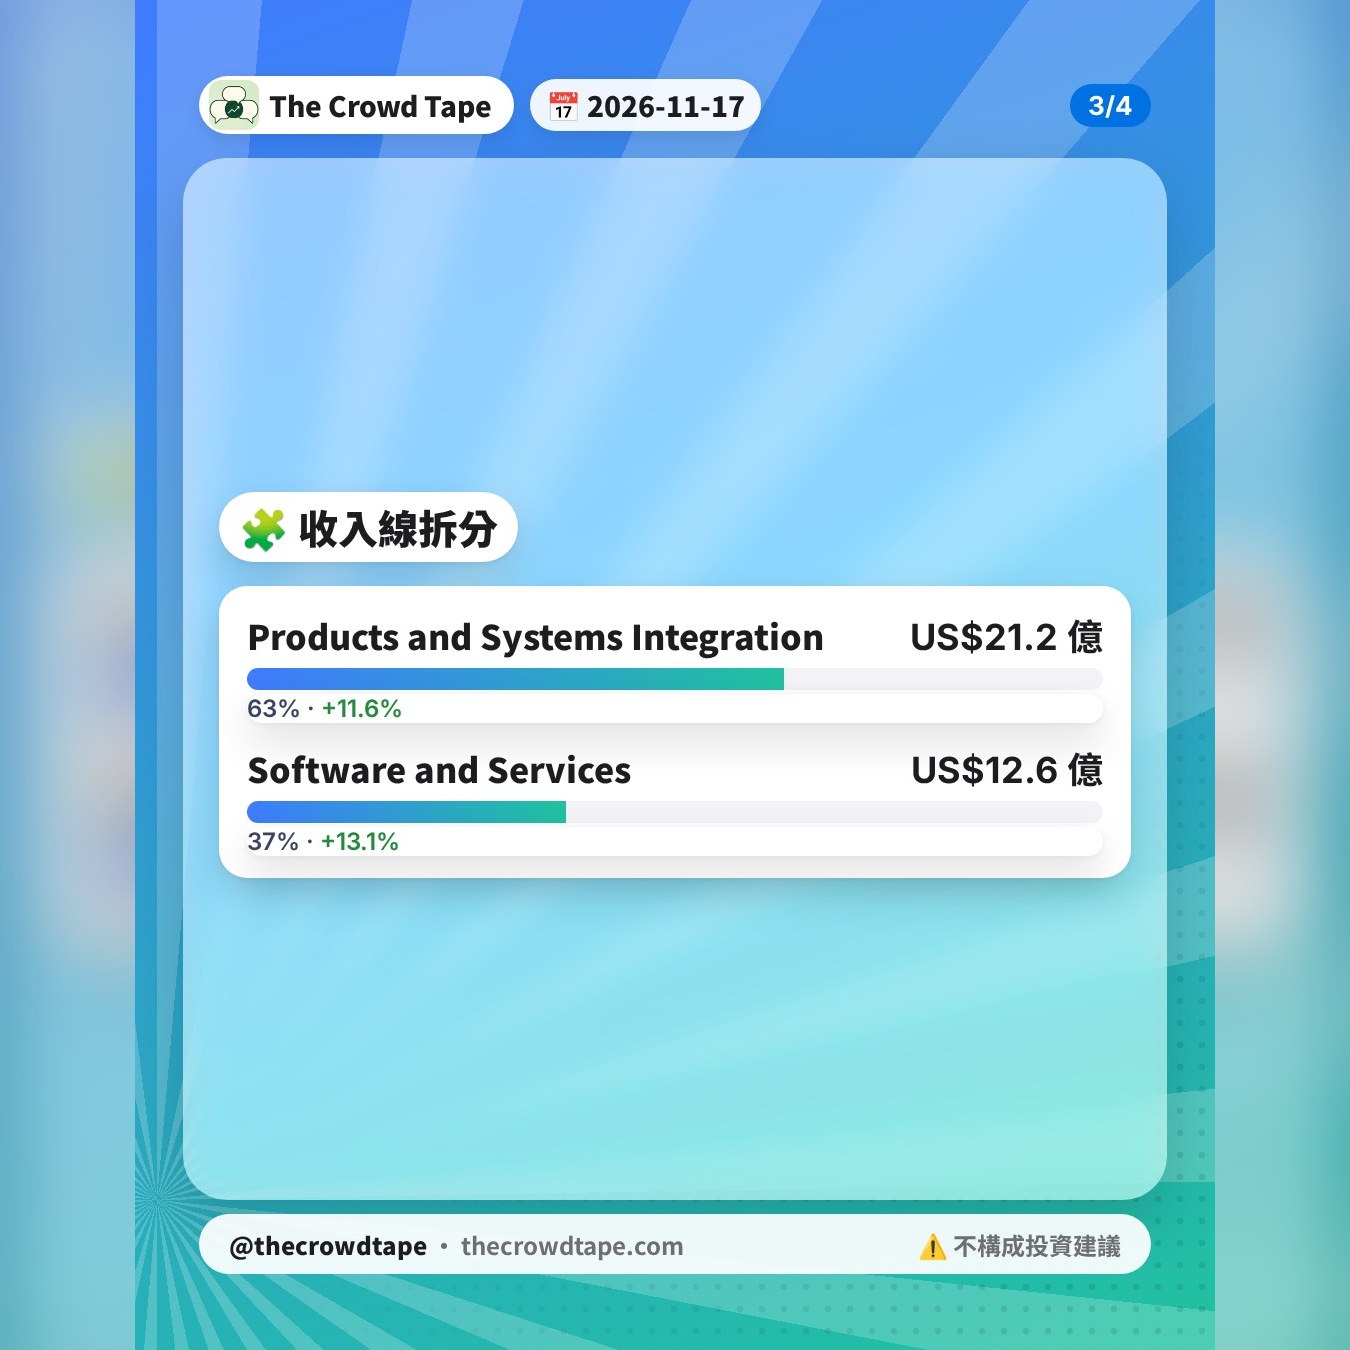 The Crowd Tape
📅 2026-11-17
3/4
🧩 收入線拆分
Products and Systems Integration US$21.2 億
63% · +11.6%
Software and Services US$12.6 億
37% · +13.1%
@thecrowdtape • thecrowdtape.com
⚠️ 不構成投資建議